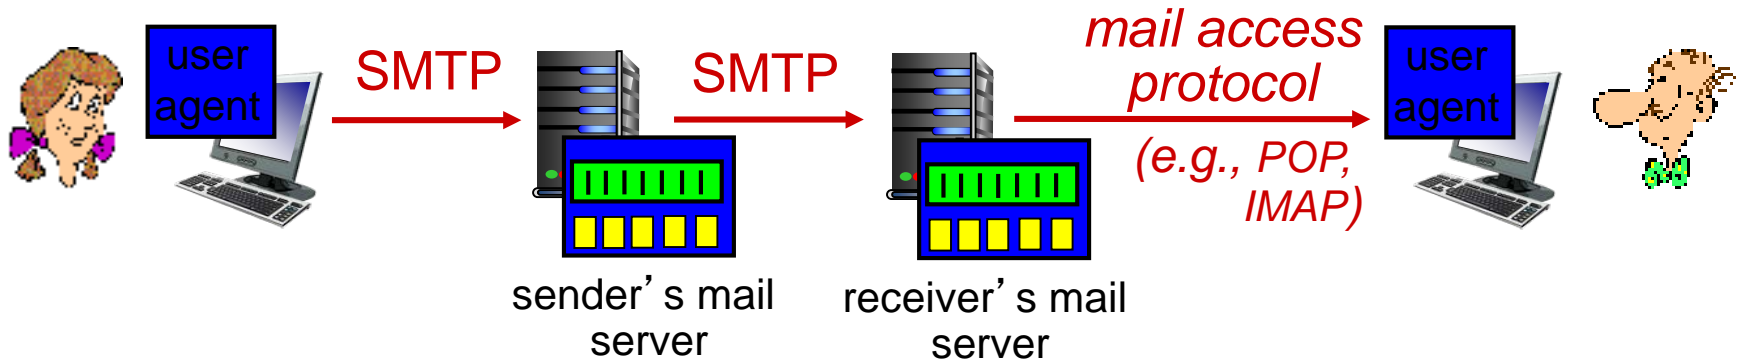 user
agent
SMTP
SMTP
mail access
protocol
(e.g., POP,
IMAP)
user
agent
sender’s mail
server
receiver’s mail
server